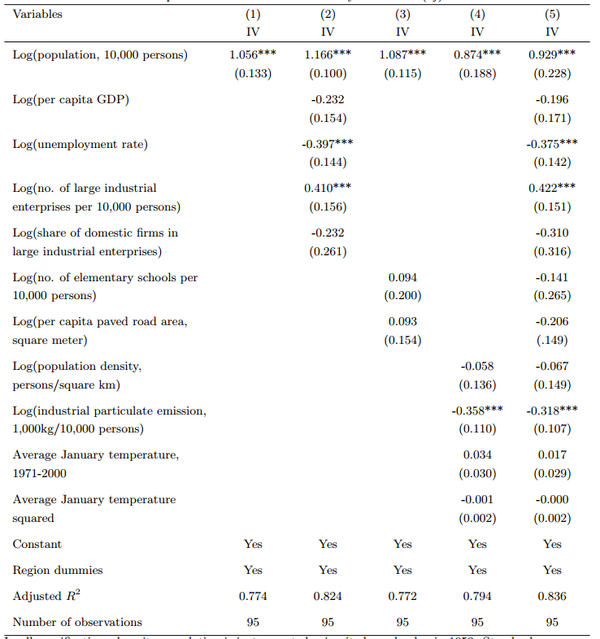 Variables (1) (2) (3) (4) (5)
IV IV IV IV IV
Log(population, 10,000 persons) 1.056*** 1.166*** 1.087*** 0.874*** 0.929***
(0.133) (0.100) (0.115) (0.188) (0.228)
Log(per capita GDP) -0.232 -0.196
(0.154) (0.171)
Log(unemployment rate) -0.397*** -0.375***
(0.144) (0.142)
Log(no. of large industrial 0.410*** 0.422***
enterprises per 10,000 persons) (0.156) (0.151)
Log(share of domestic firms in -0.232 -0.310
large industrial enterprises) (0.261) (0.316)
Log(no. of elementary schools per 0.094 -0.141
10,000 persons) (0.200) (0.265)
Log(per capita paved road area, 0.093 -0.206
square meter) (0.154) (.149)
Log(population density, -0.058 -0.067
persons/square km) (0.136) (0.149)
Log(industrial particulate emission, -0.358*** -0.318***
1,000kg/10,000 persons) (0.110) (0.107)
Average January temperature, 0.034 0.017
1971-2000 (0.030) (0.029)
Average January temperature -0.001 -0.000
squared (0.002) (0.002)
Constant Yes Yes Yes Yes Yes
Region dummies Yes Yes Yes Yes Yes
Adjusted R² 0.774 0.824 0.772 0.794 0.836
Number of observations 95 95 95 95 95